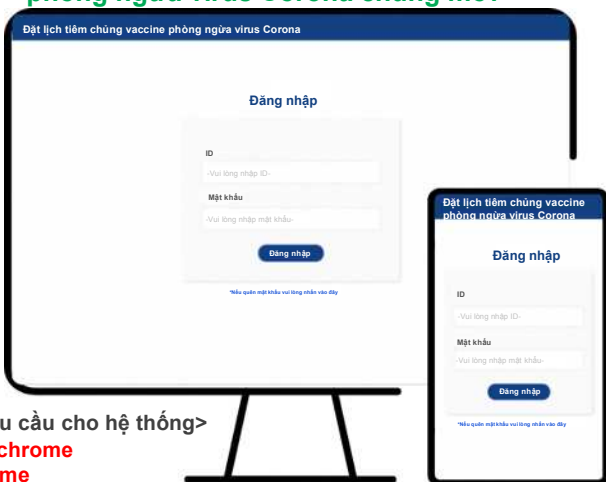 phòng ngừa virus Corona chủng mới
Đặt lịch tiêm chủng vaccine phòng ngừa virus Corona
Đăng nhập
ID
-Vui lòng nhập ID-
Mật khẩu
-Vui lòng nhập mật khẩu-
Đăng nhập
*Nếu quên mật khẩu vui lòng nhấn vào đây
Đặt lịch tiêm chủng vaccine
phòng ngừa virus Corona
Đăng nhập
ID
-Vui lòng nhập ID-
Mật khẩu
-Vui lòng nhập mật khẩu-
Đăng nhập
*Nếu quên mật khẩu vui lòng nhấn vào đây
u cầu cho hệ thống>
chrome
me